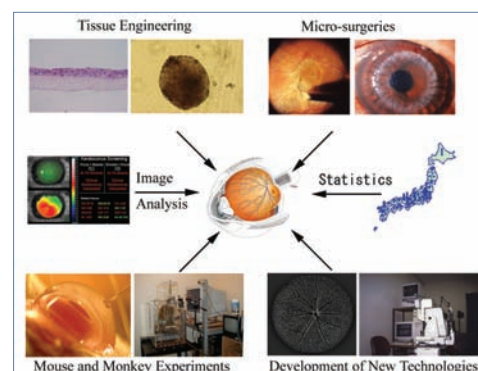 Tissue Engineering
Micro-surgeries
Image
Analysis
Statistics
Mouse and Monkey Experiments
Development of New Technologies